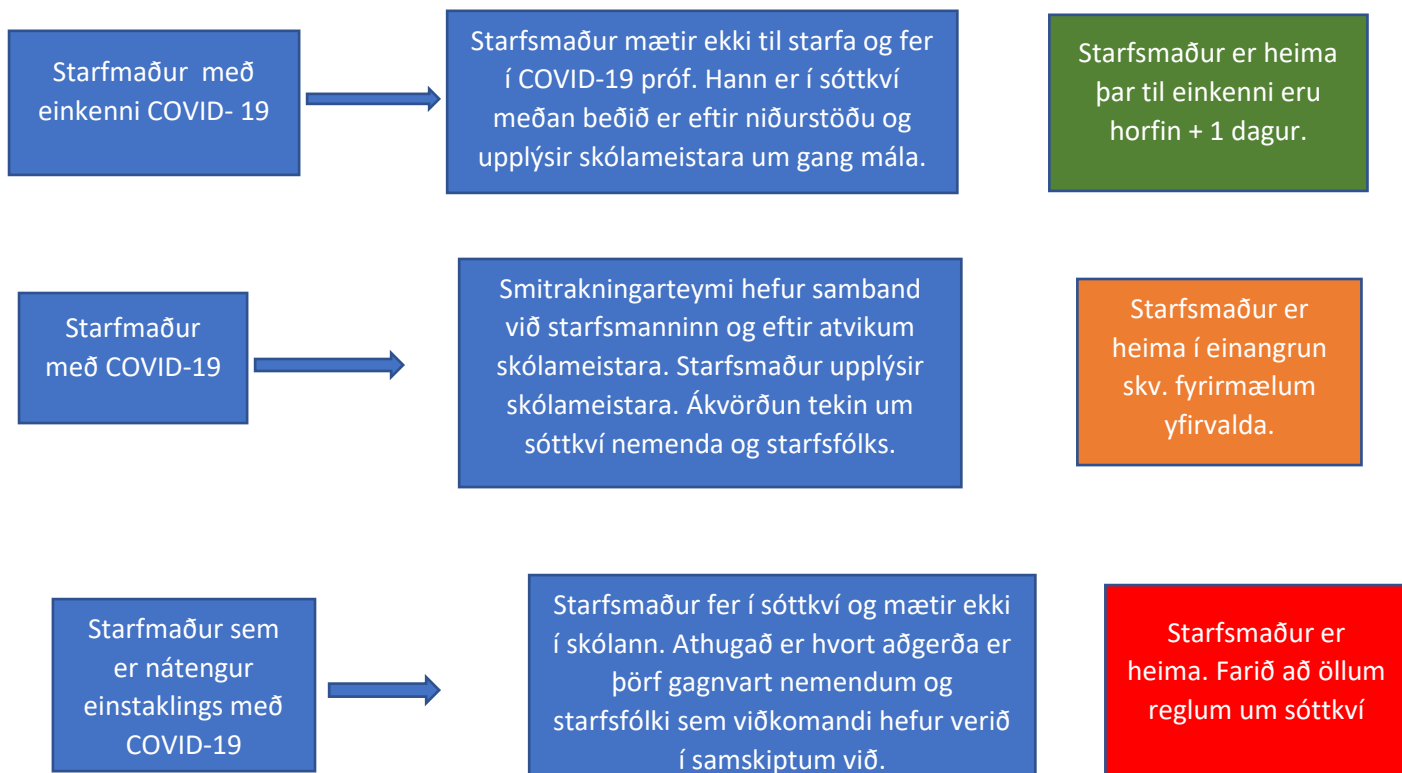 Starfmaður með
einkenni COVID- 19
Starfsmaður mætir ekki til starfa og fer
í COVID-19 próf. Hann er í sóttkví
meðan beðið er eftir niðurstöðu og
upplýsir skólameistara um gang mála.
Starfsmaður er heima
þar til einkenni eru
horfin + 1 dagur.
Starfmaður
með COVID-19
Smitrakningarteymi hefur samband
við starfsmanninn og eftir atvikum
skólameistara. Starfsmaður upplýsir
skólameistara. Ákvörðun tekin um
sóttkví nemenda og starfsfólks.
Starfsmaður er
heima í einangrun
skv. fyrirmælum
yfirvalda.
Starfmaður sem
er nátengur
einstaklings með
COVID-19
Starfsmaður fer í sóttkví og mætir ekki
í skólann. Athugað er hvort aðgerða er
þörf gagnvart nemendum og
starfsfólki sem viðkomandi hefur verið
í samskiptum við.
Starfsmaður er
heima. Farið að öllum
reglum um sóttkví